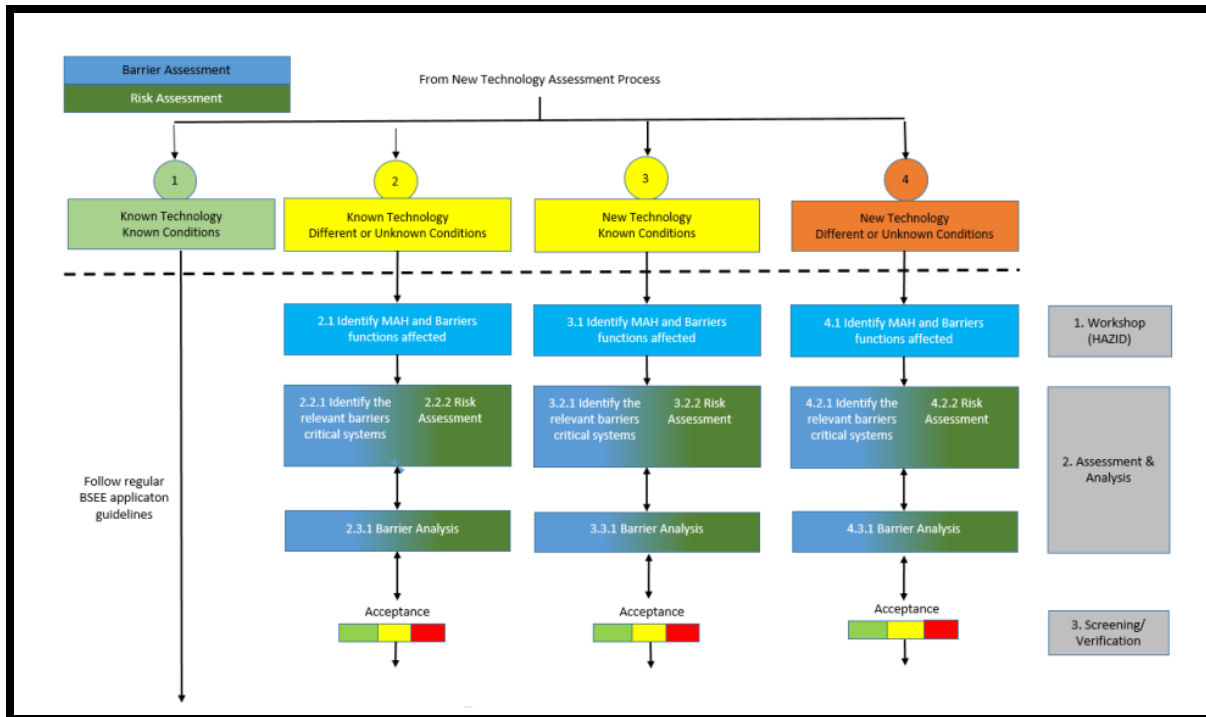 Barrier Assessment
Risk Assessment
From New Technology Assessment Process
1
2
3
4
Known Technology
Known Conditions
Known Technology
Different or Unknown Conditions
New Technology
Known Conditions
New Technology
Different or Unknown Conditions
2.1 Identify MAH and Barriers
functions affected
3.1 Identify MAH and Barriers
functions affected
4.1 Identify MAH and Barriers
functions affected
1. Workshop
(HAZID)
2.2.1 Identify the
relevant barriers
critical systems
2.2.2 Risk
Assessment
3.2.1 Identify the
relevant barriers
critical systems
3.2.2 Risk
Assessment
4.2.1 Identify the
relevant barriers
critical systems
4.2.2 Risk
Assessment
2. Assessment &
Analysis
Follow regular
BSEE applicaton
guidelines
2.3.1 Barrier Analysis
3.3.1 Barrier Analysis
4.3.1 Barrier Analysis
Acceptance
Acceptance
Acceptance
3. Screening/
Verification